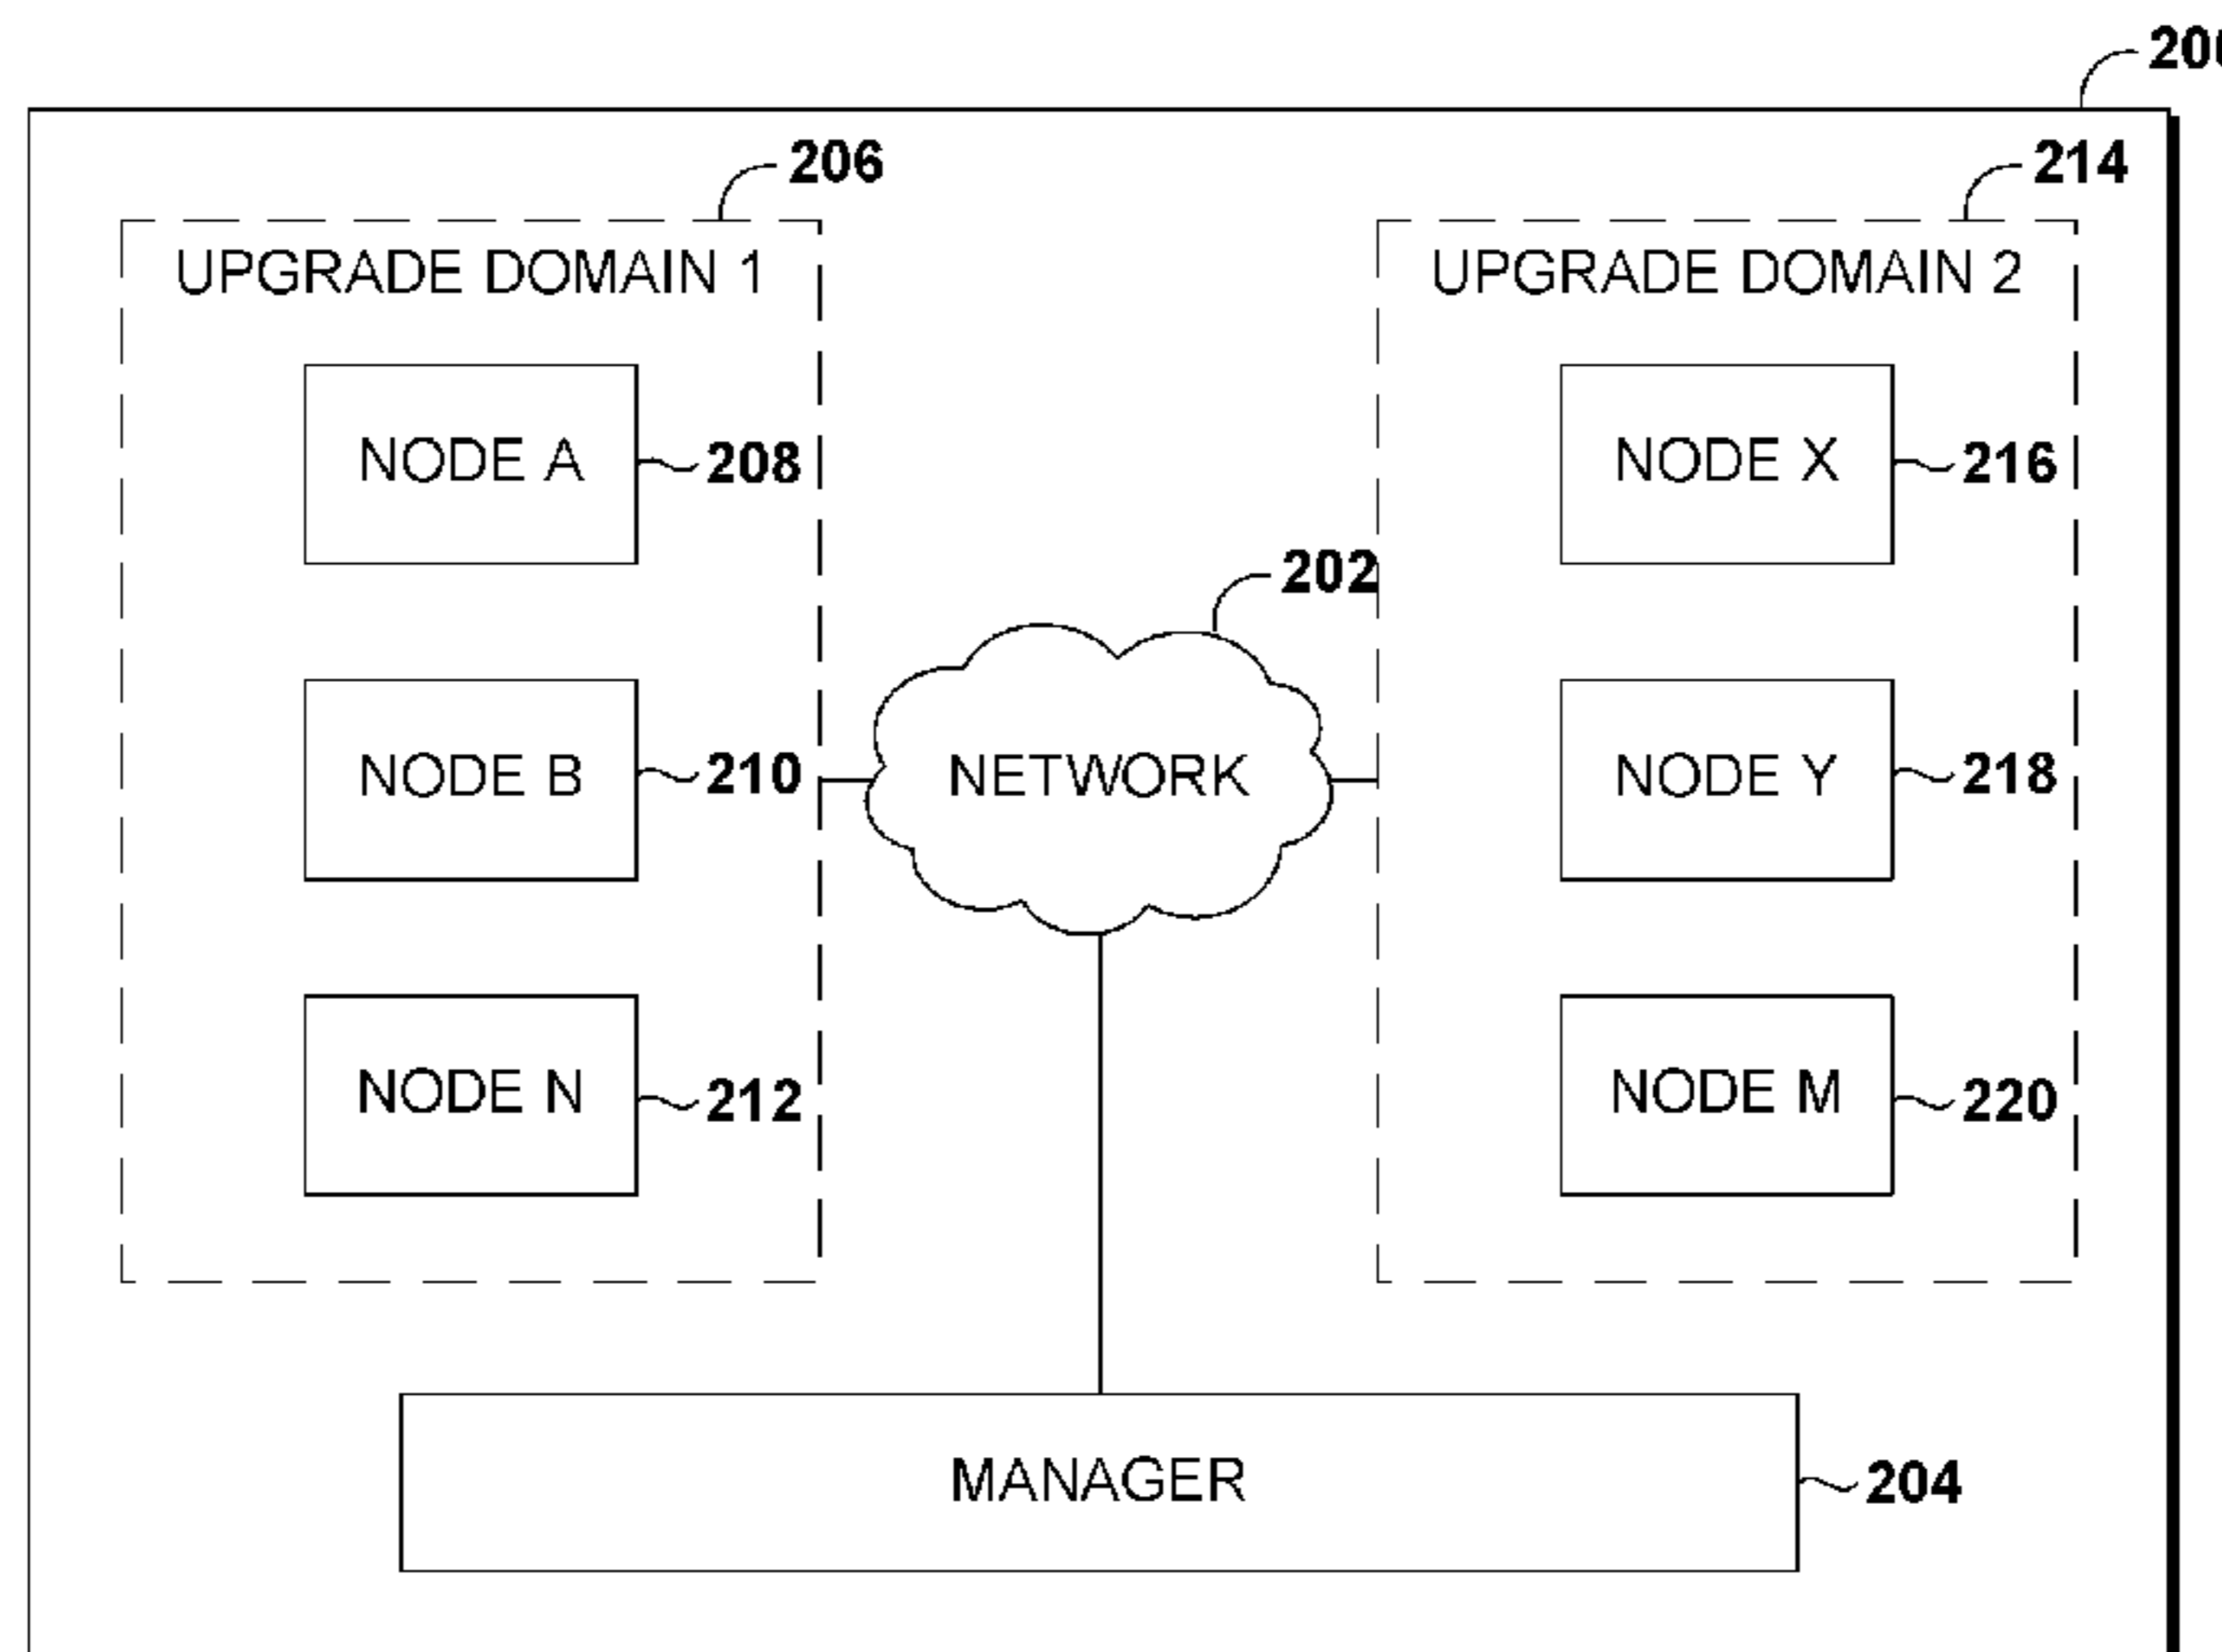 200
206
214
UPGRADE DOMAIN 1
UPGRADE DOMAIN 2
NODE A
208
NODE X
216
202
NODE B
210
NETWORK
NODE Y
218
NODE N
212
NODE M
220
MANAGER
204